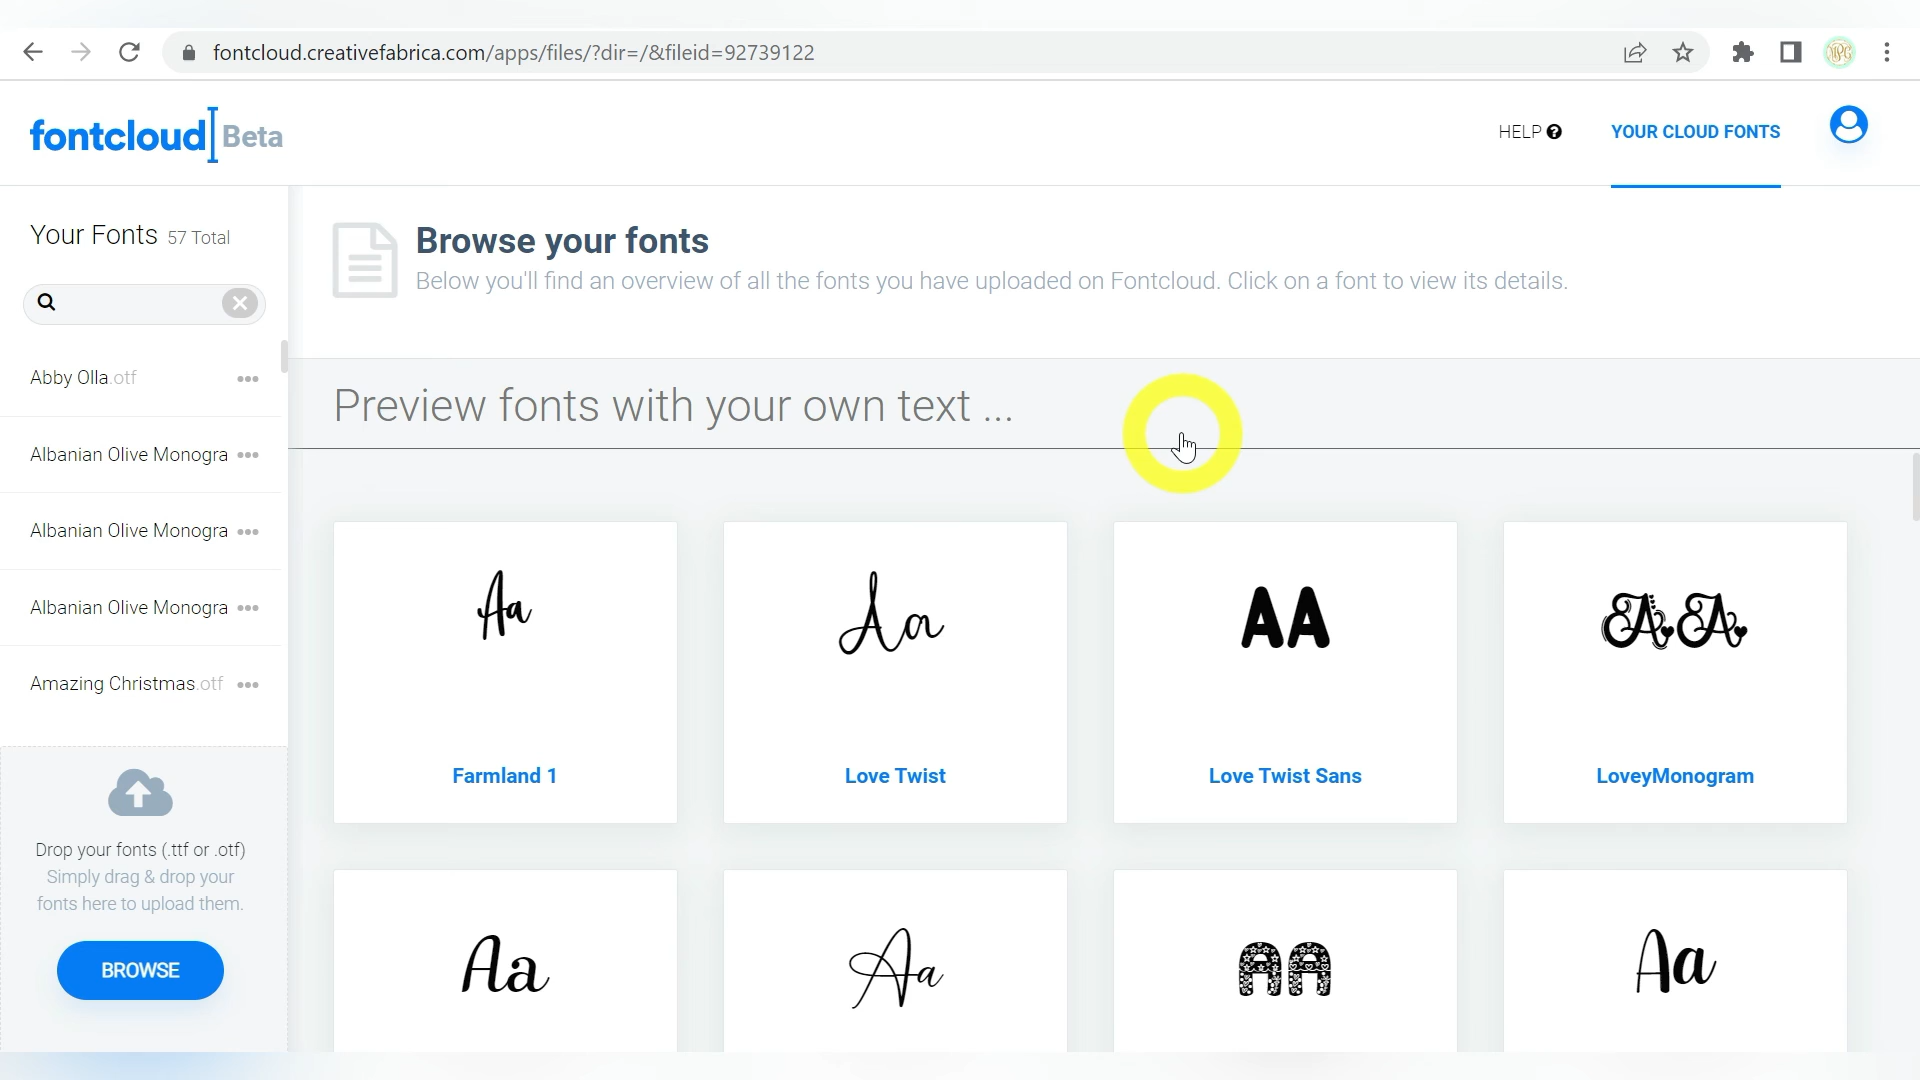 fontcloud.creativefabrica.com/apps/files/?dir=/&fileid=92739122
fontcloud Beta
HELP ?
YOUR CLOUD FONTS
Your Fonts 57 Total
Abby Olla.otf
Albanian Olive Monogra
Albanian Olive Monogra
Albanian Olive Monogra
Amazing Christmas.otf
Drop your fonts (.ttf or .otf)
Simply drag & drop your
fonts here to upload them.
BROWSE
Browse your fonts
Below you'll find an overview of all the fonts you have uploaded on Fontcloud. Click on a font to view its details.
Preview fonts with your own text ...
Aa
Aa
AA
AA
Farmland 1
Love Twist
Love Twist Sans
LoveyMonogram
Aa
Aa
AA
Aa